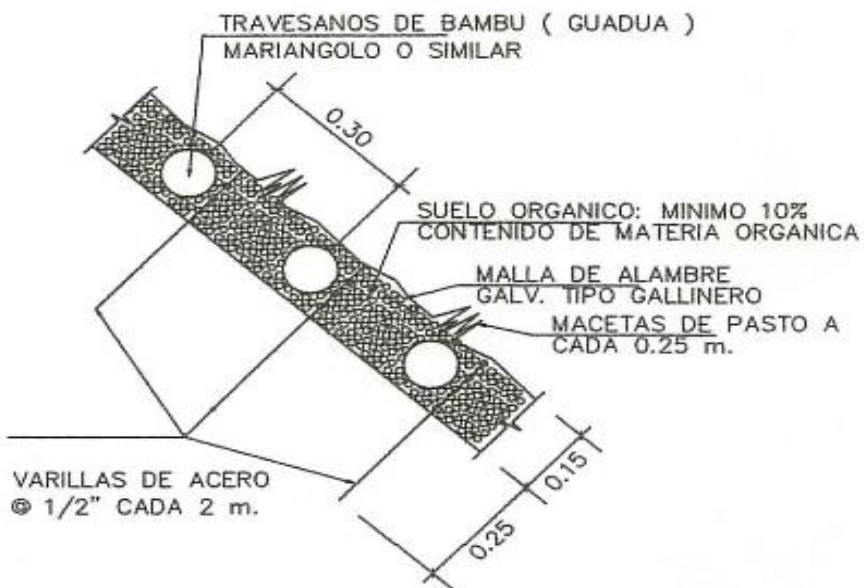 TRAVESANOS DE BAMBU ( GUADUA )
MARIANGOLO O SIMILAR
0.30
SUELO ORGANICO: MINIMO 10%
CONTENIDO DE MATERIA ORGANICA
MALLA DE ALAMBRE
GALV. TIPO GALLINERO
MACETAS DE PASTO A
CADA 0.25 m.
VARILLAS DE ACERO
@ 1/2" CADA 2 m.
0.15
0.25